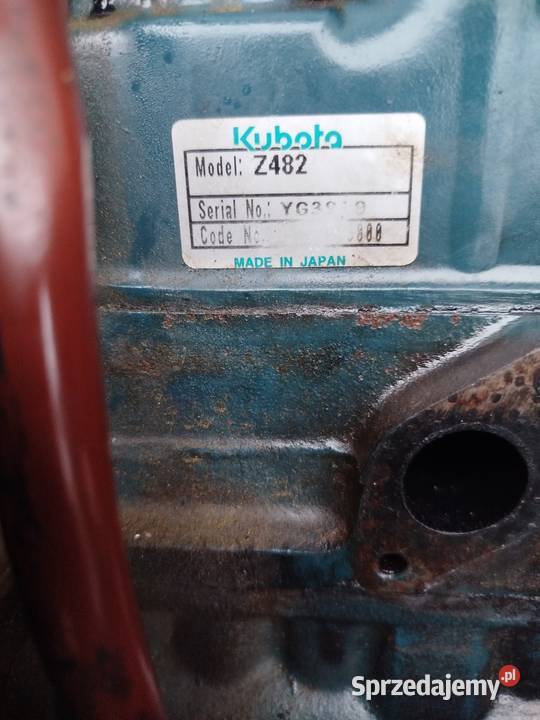 Kubota
Model: Z482
Serial No.:
Code No.
MADE IN JAPAN
Sprzedajemy.pl